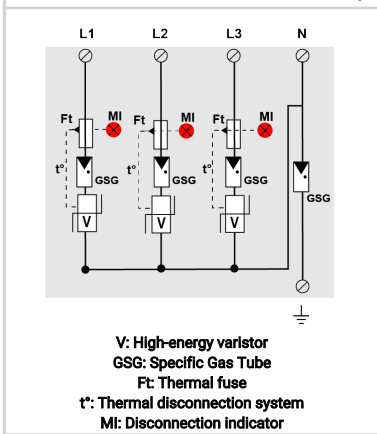 L1 L2 L3 N
Ft MI Ft MI Ft MI
t° GSG t° GSG t° GSG GSG
V V V
V: High-energy varistor
GSG: Specific Gas Tube
Ft: Thermal fuse
t°: Thermal disconnection system
MI: Disconnection indicator